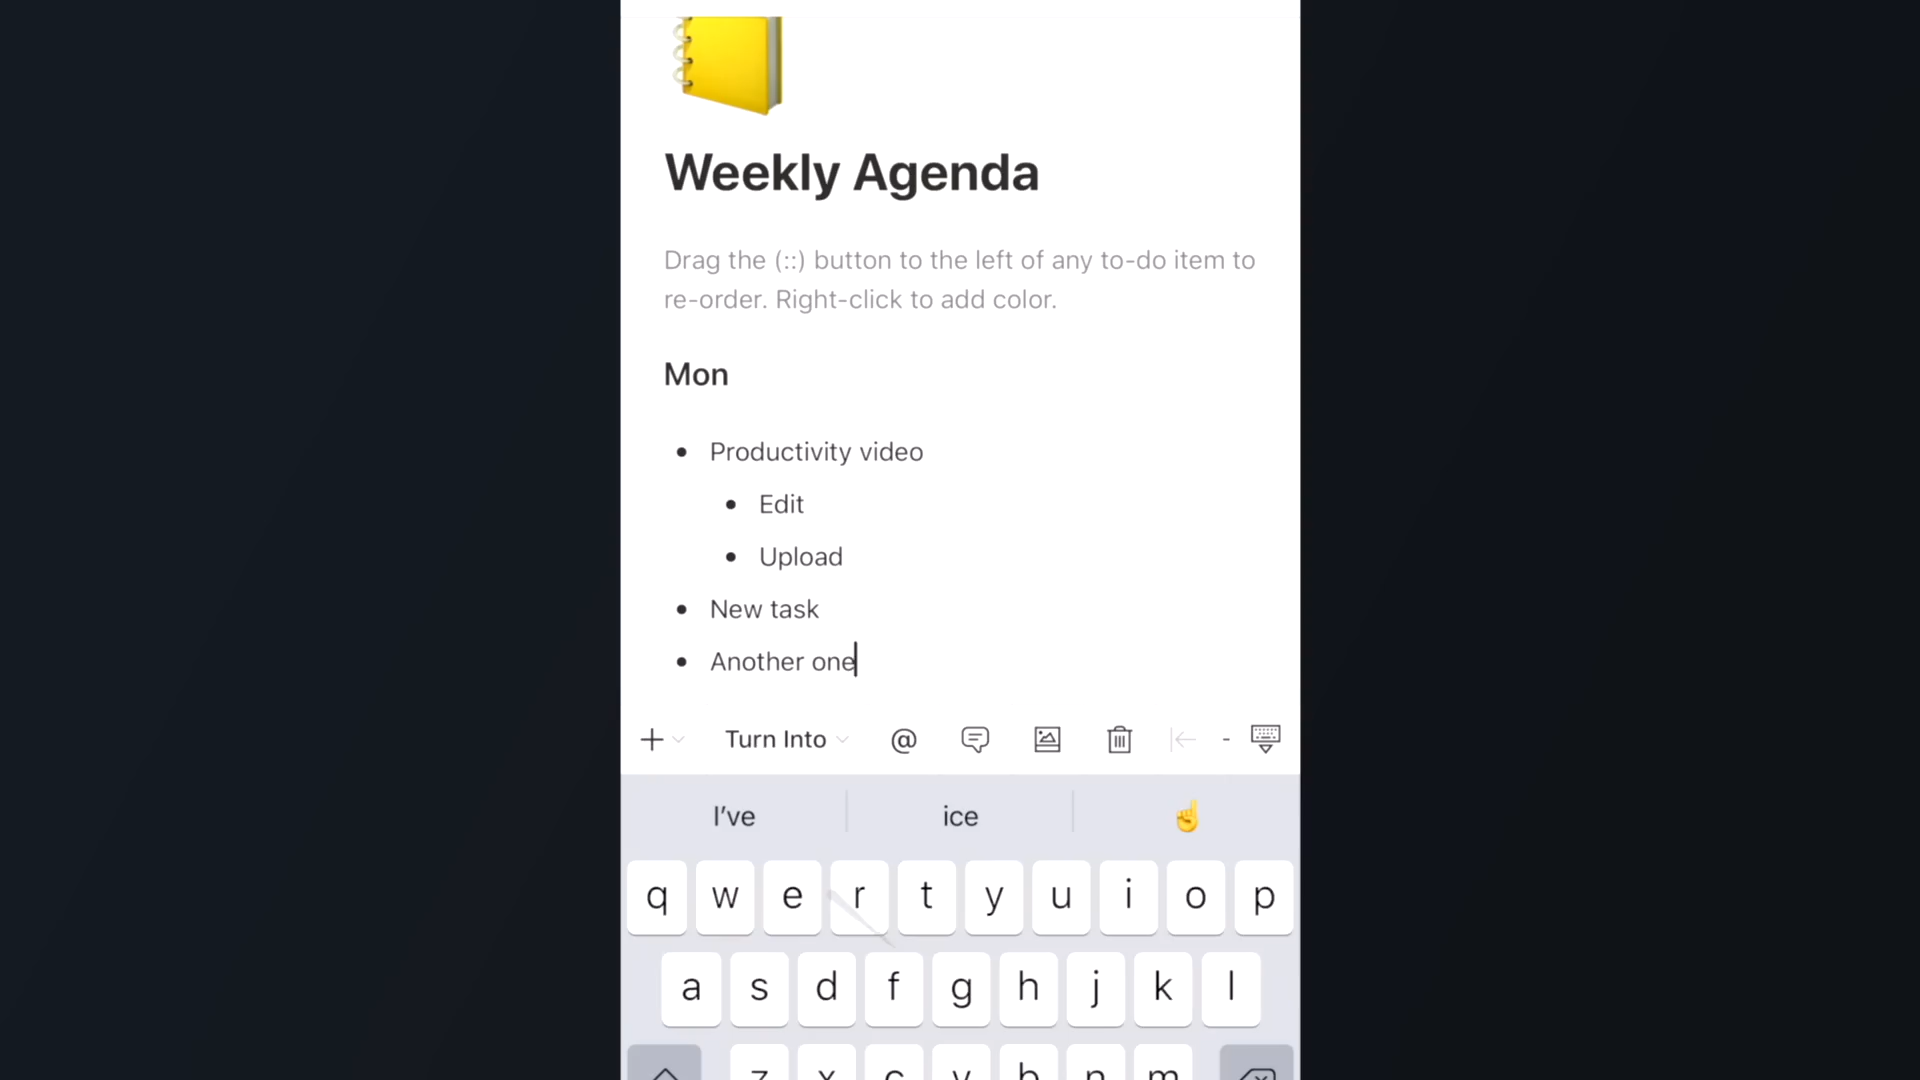 Weekly Agenda
Drag the (::) button to the left of any to-do item to
re-order. Right-click to add color.
Mon
• Productivity video
• Edit
• Upload
• New task
• Another one
Turn Into @
I’ve ice ☝️
q w e r t y u i o p
a s d f g h j k l
z x c v b n m